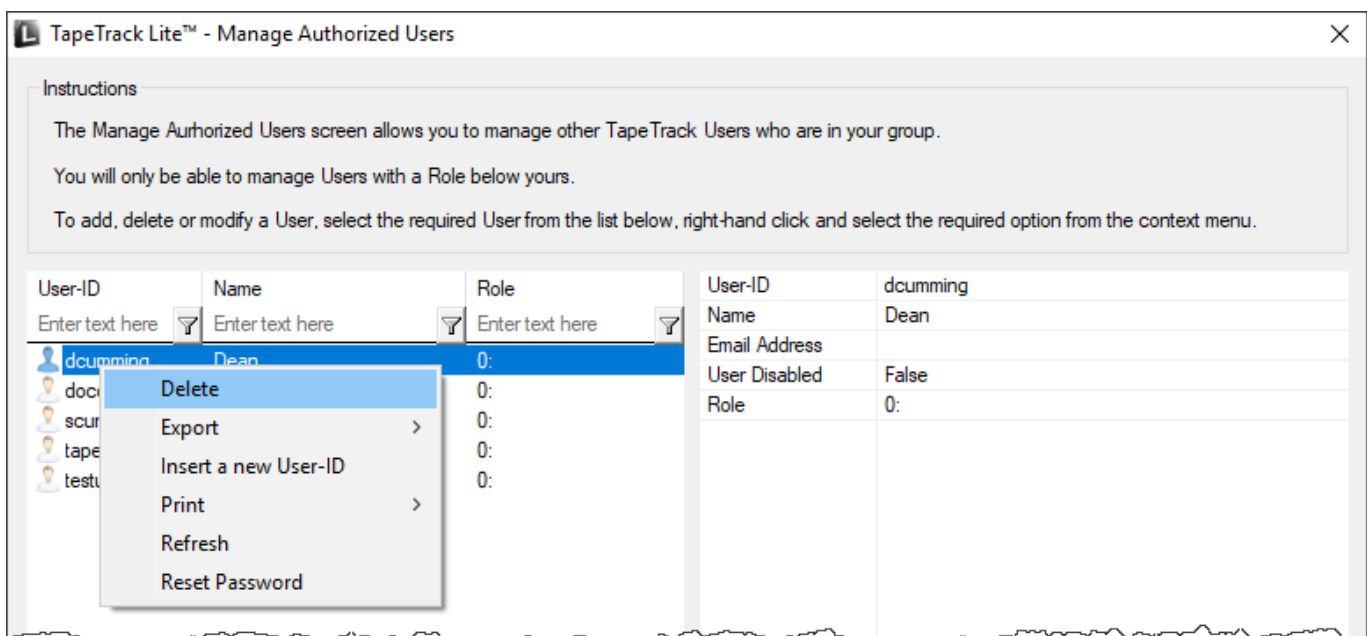 TapeTrack Lite™ - Manage Authorized Users
Instructions
The Manage Aurhorized Users screen allows you to manage other TapeTrack Users who are in your group.
You will only be able to manage Users with a Role below yours.
To add, delete or modify a User, select the required User from the list below, right-hand click and select the required option from the context menu.
User-ID Name Role
Enter text here Enter text here Enter text here
dcumming Dean 0:
0:
0:
0:
0:
Delete
Export
Insert a new User-ID
Print
Refresh
Reset Password
User-ID dcumming
Name Dean
Email Address
User Disabled False
Role 0: